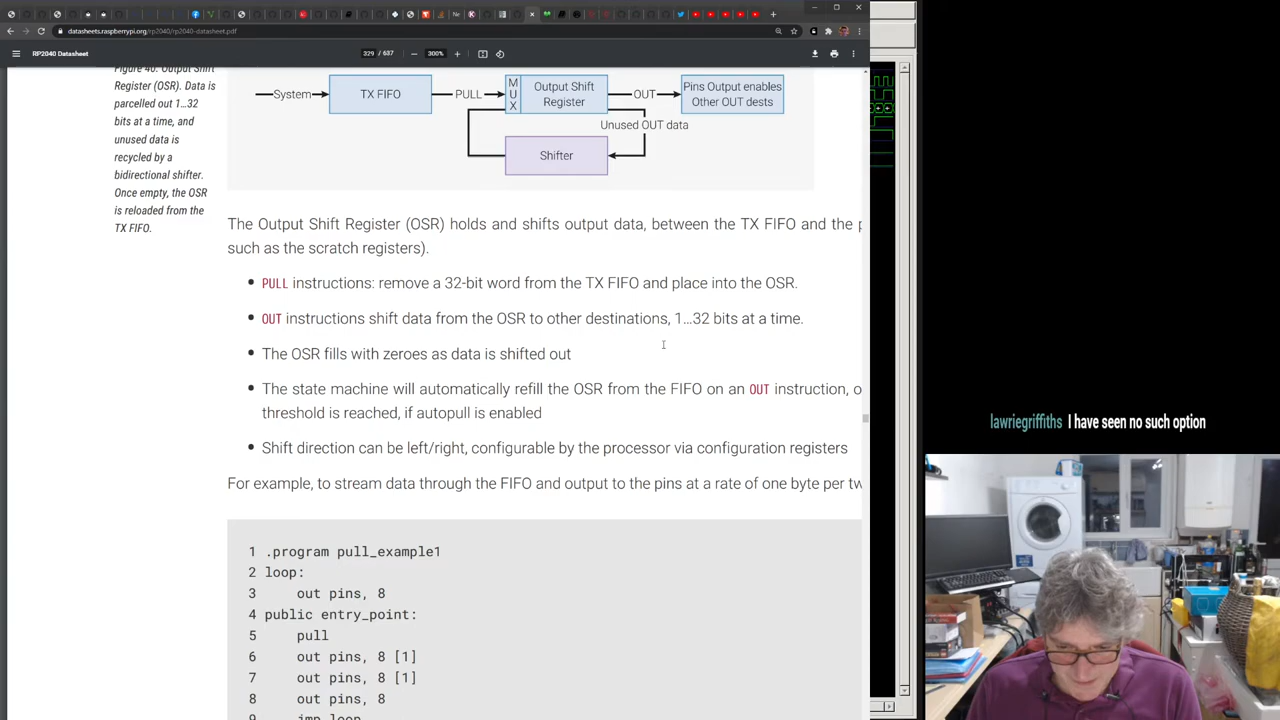 datasheets.raspberrypi.org/rp2040/rp2040-datasheet.pdf
RP2040 Datasheet
329 / 637
300%
Figure 40. Output Shift
Register (OSR). Data is
parcelled out 1…32
bits at a time, and
unused data is
recycled by a
bidirectional shifter.
Once empty, the OSR
is reloaded from the
TX FIFO.
System
TX FIFO
PULL
M
U
X
Output Shift
Register
OUT
Pins Output enables
Other OUT dests
Unused OUT data
Shifter
The Output Shift Register (OSR) holds and shifts output data, between the TX FIFO and the p
such as the scratch registers).
PULL instructions: remove a 32-bit word from the TX FIFO and place into the OSR.
OUT instructions shift data from the OSR to other destinations, 1…32 bits at a time.
The OSR fills with zeroes as data is shifted out
The state machine will automatically refill the OSR from the FIFO on an OUT instruction, o
threshold is reached, if autopull is enabled
Shift direction can be left/right, configurable by the processor via configuration registers
For example, to stream data through the FIFO and output to the pins at a rate of one byte per tw
1 .program pull_example1
2 loop:
3 out pins, 8
4 public entry_point:
5 pull
6 out pins, 8 [1]
7 out pins, 8 [1]
8 out pins, 8
9 jmp loop
lawriegriffiths I have seen no such option